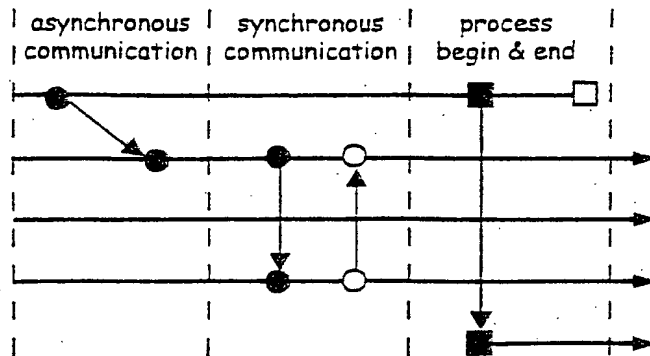 asynchronous communication
synchronous communication
process begin & end